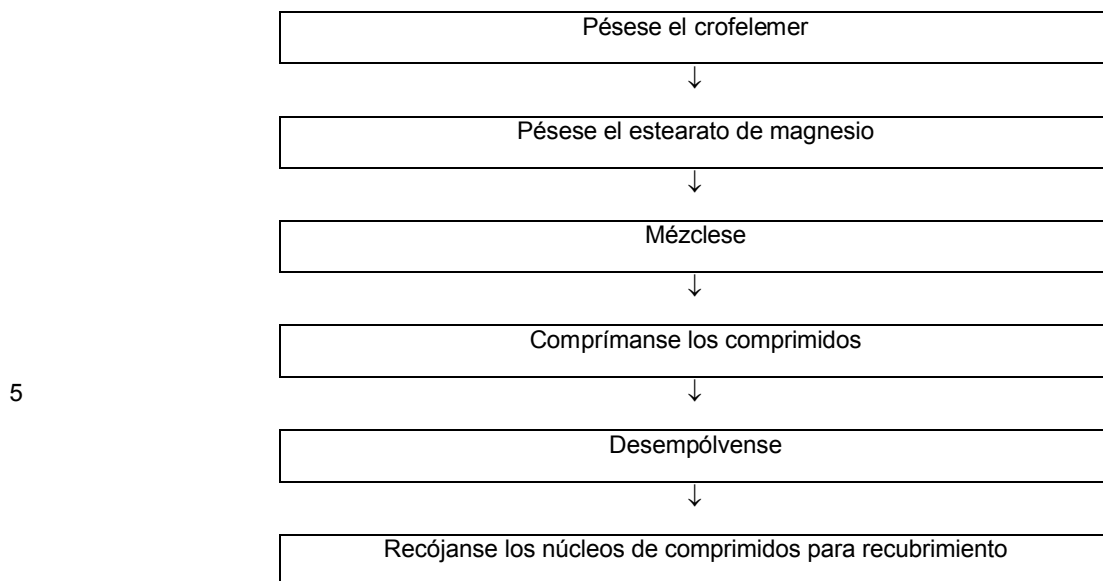 Pésese el crofelemer
↓
Pésese el estearato de magnesio
↓
Mézclese
↓
Comprímanse los comprimidos
5
↓
Desempólvense
↓
Recójanse los núcleos de comprimidos para recubrimiento